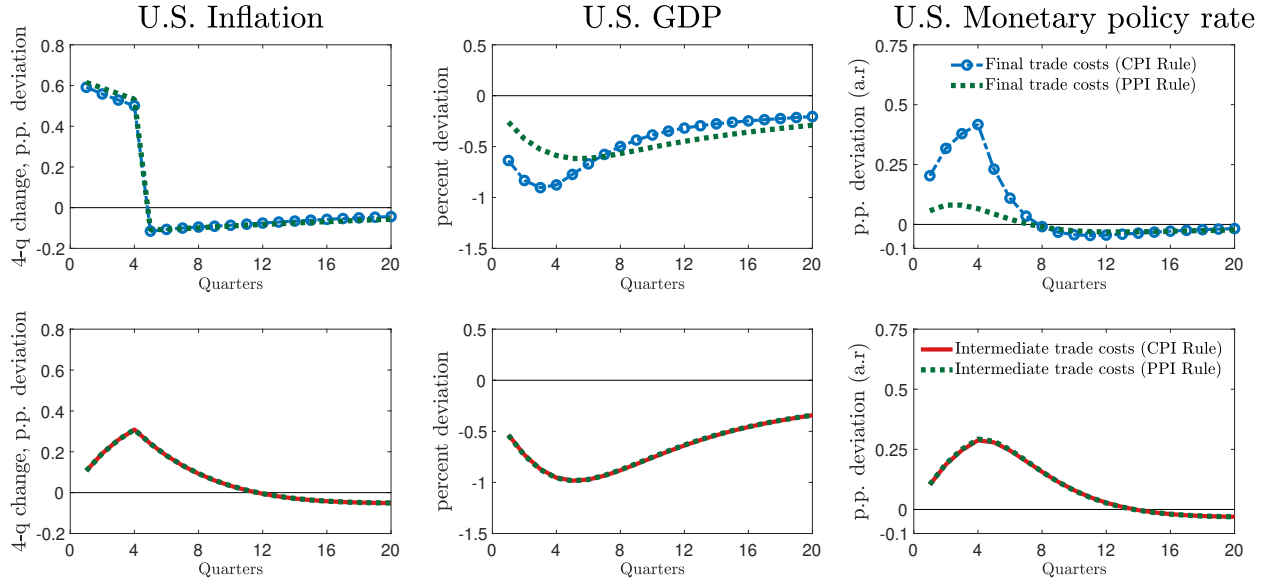 U.S. Inflation
U.S. GDP
U.S. Monetary policy rate
4-q change, p.p. deviation
0.8
0.6
0.4
0.2
0
-0.2
0 4 8 12 16 20
Quarters
percent deviation
0.5
0
-0.5
-1
-1.5
0 4 8 12 16 20
Quarters
p.p. deviation (a.r)
0.75
0.5
0.25
0
-0.1
0 4 8 12 16 20
Quarters
Final trade costs (CPI Rule)
Final trade costs (PPI Rule)
4-q change, p.p. deviation
0.8
0.6
0.4
0.2
0
-0.2
0 4 8 12 16 20
Quarters
percent deviation
0.5
0
-0.5
-1
-1.5
0 4 8 12 16 20
Quarters
p.p. deviation (a.r)
0.75
0.5
0.25
0
-0.1
0 4 8 12 16 20
Quarters
Intermediate trade costs (CPI Rule)
Intermediate trade costs (PPI Rule)